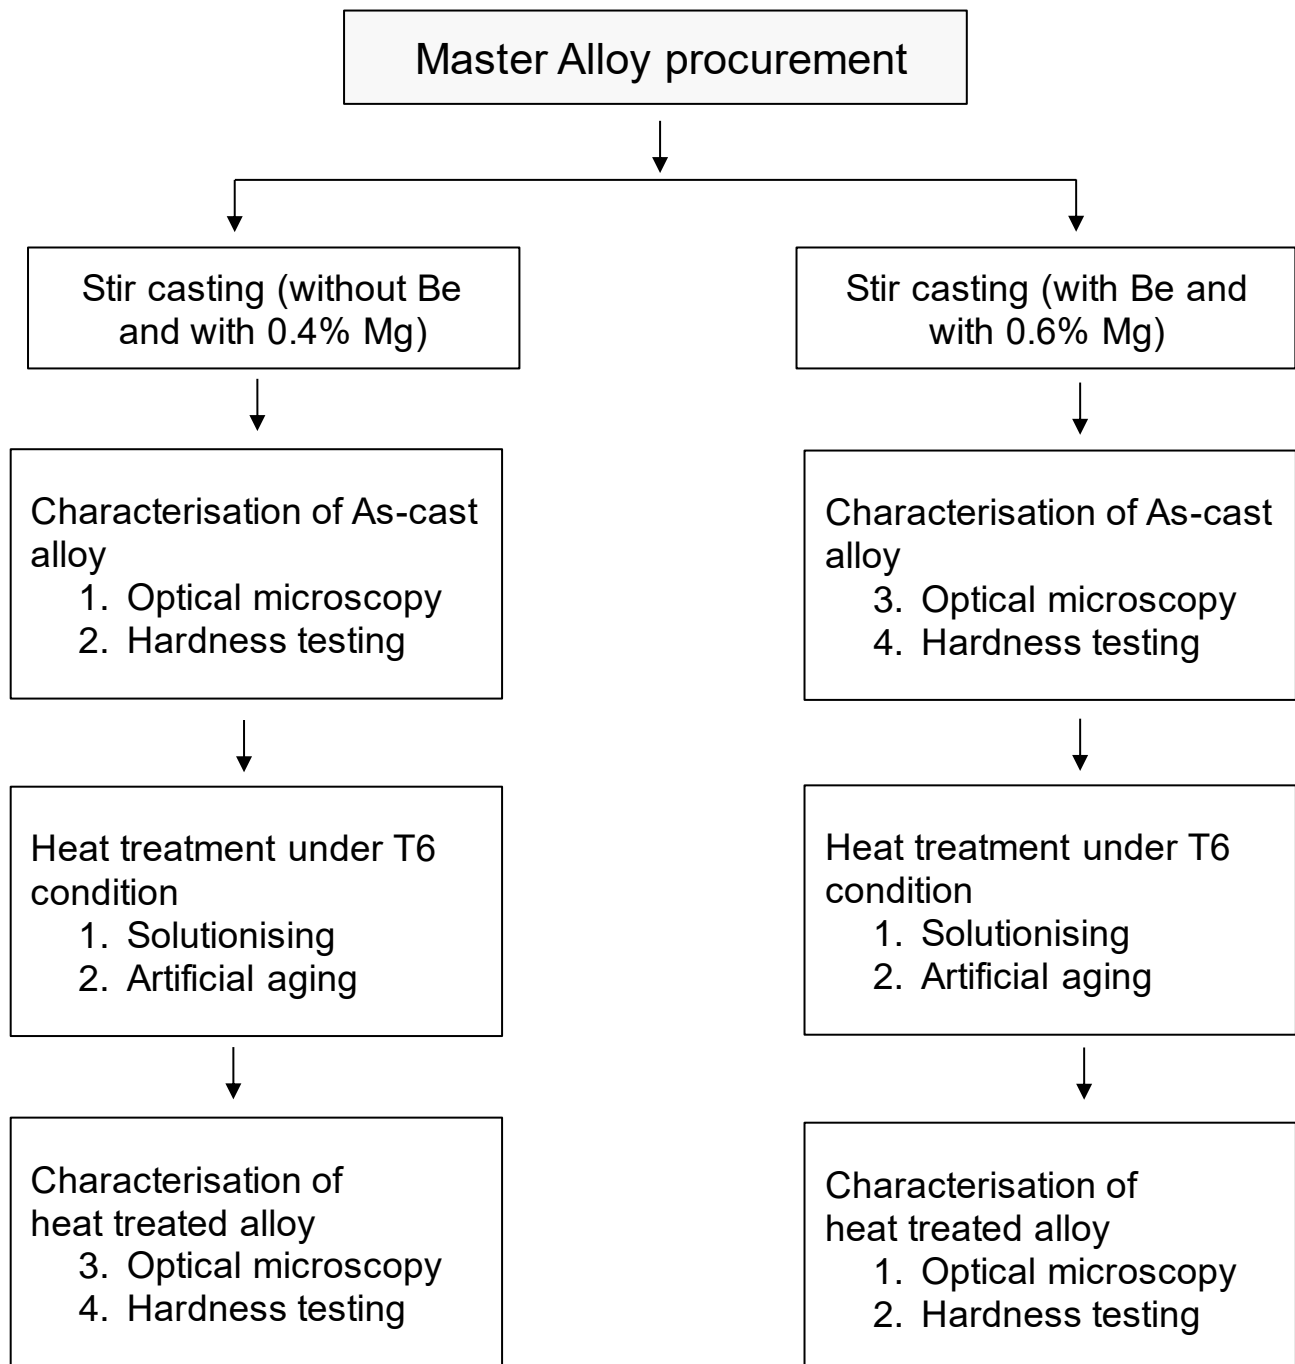 Master Alloy procurement
Stir casting (without Be
and with 0.4% Mg)
Stir casting (with Be and
with 0.6% Mg)
Characterisation of As-cast
alloy
1. Optical microscopy
2. Hardness testing
Characterisation of As-cast
alloy
3. Optical microscopy
4. Hardness testing
Heat treatment under T6
condition
1. Solutionising
2. Artificial aging
Heat treatment under T6
condition
1. Solutionising
2. Artificial aging
Characterisation of
heat treated alloy
3. Optical microscopy
4. Hardness testing
Characterisation of
heat treated alloy
1. Optical microscopy
2. Hardness testing